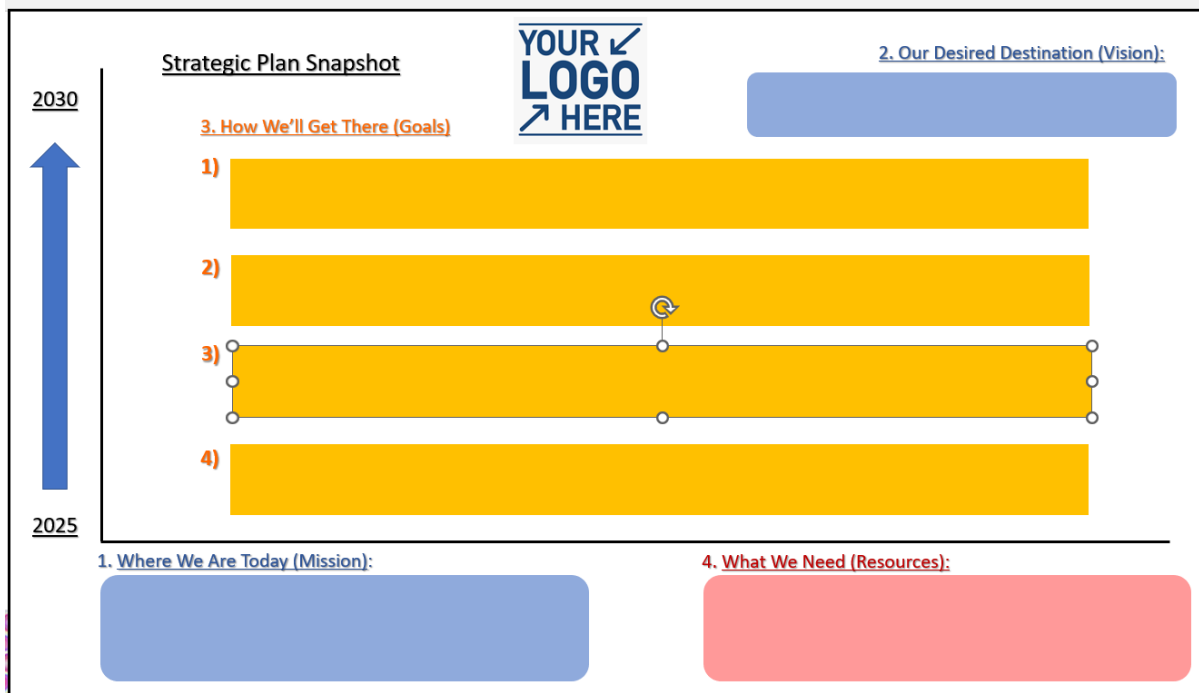 Strategic Plan Snapshot
YOUR
LOGO
HERE
2. Our Desired Destination (Vision):
2030
3. How We'll Get There (Goals)
1)
2)
3)
4)
2025
1. Where We Are Today (Mission):
4. What We Need (Resources):